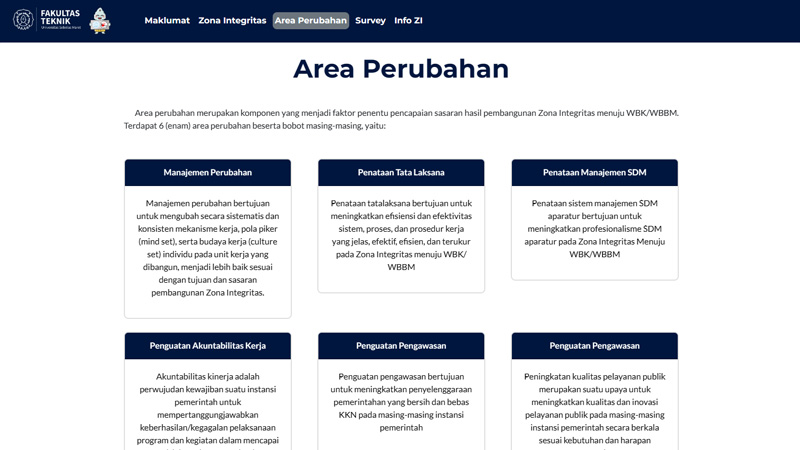 FAKULTAS
TEKNIK
Universitas Sebelas Maret
Maklumat Zona Integritas Area Perubahan Survey Info ZI
Area Perubahan
Area perubahan merupakan komponen yang menjadi faktor penentu pencapaian sasaran hasil pembangunan Zona Integritas menuju WBK/WBBM.
Terdapat 6 (enam) area perubahan beserta bobot masing-masing, yaitu:
Manajemen Perubahan
Manajemen perubahan bertujuan
untuk mengubah secara sistematis dan
konsisten mekanisme kerja, pola piker
(mind set), serta budaya kerja (culture
set) individu pada unit kerja yang
dibangun, menjadi lebih baik sesuai
dengan tujuan dan sasaran
pembangunan Zona Integritas.
Penataan Tata Laksana
Penataan tatalaksana bertujuan untuk
meningkatkan efisiensi dan efektivitas
sistem, proses, dan prosedur kerja
yang jelas, efektif, efisien, dan terukur
pada Zona Integritas menuju WBK/
WBBM
Penataan Manajemen SDM
Penataan sistem manajemen SDM
aparatur bertujuan untuk
meningkatkan profesionalisme SDM
aparatur pada Zona Integritas Menuju
WBK/WBBM
Penguatan Akuntabilitas Kerja
Akuntabilitas kinerja adalah
perwujudan kewajiban suatu instansi
pemerintah untuk
mempertanggungjawabkan
keberhasilan/kegagalan pelaksanaan
program dan kegiatan dalam mencapai
Penguatan Pengawasan
Penguatan pengawasan bertujuan
untuk meningkatkan penyelenggaraan
pemerintahan yang bersih dan bebas
KKN pada masing-masing instansi
pemerintah
Penguatan Pengawasan
Peningkatan kualitas pelayanan publik
merupakan suatu upaya untuk
meningkatkan kualitas dan inovasi
pelayanan publik pada masing-masing
instansi pemerintah secara berkala
sesuai kebutuhan dan harapan